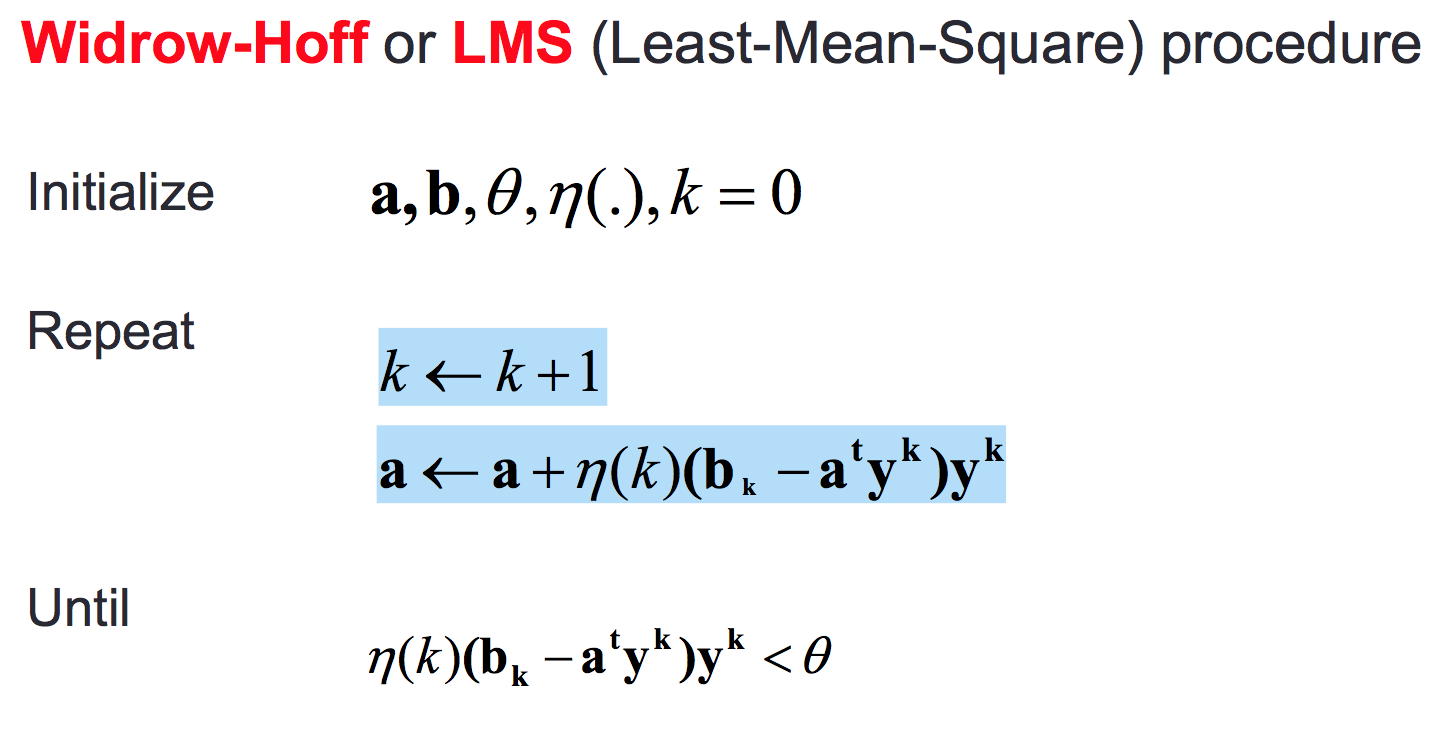 Widrow-Hoff or LMS (Least-Mean-Square) procedure
Initialize a, b, θ, η(.), k = 0
Repeat
k ← k + 1
a ← a + η(k)(b_k − a^t y^k)y^k
Until
η(k)(b_k − a^t y^k)y^k < θ